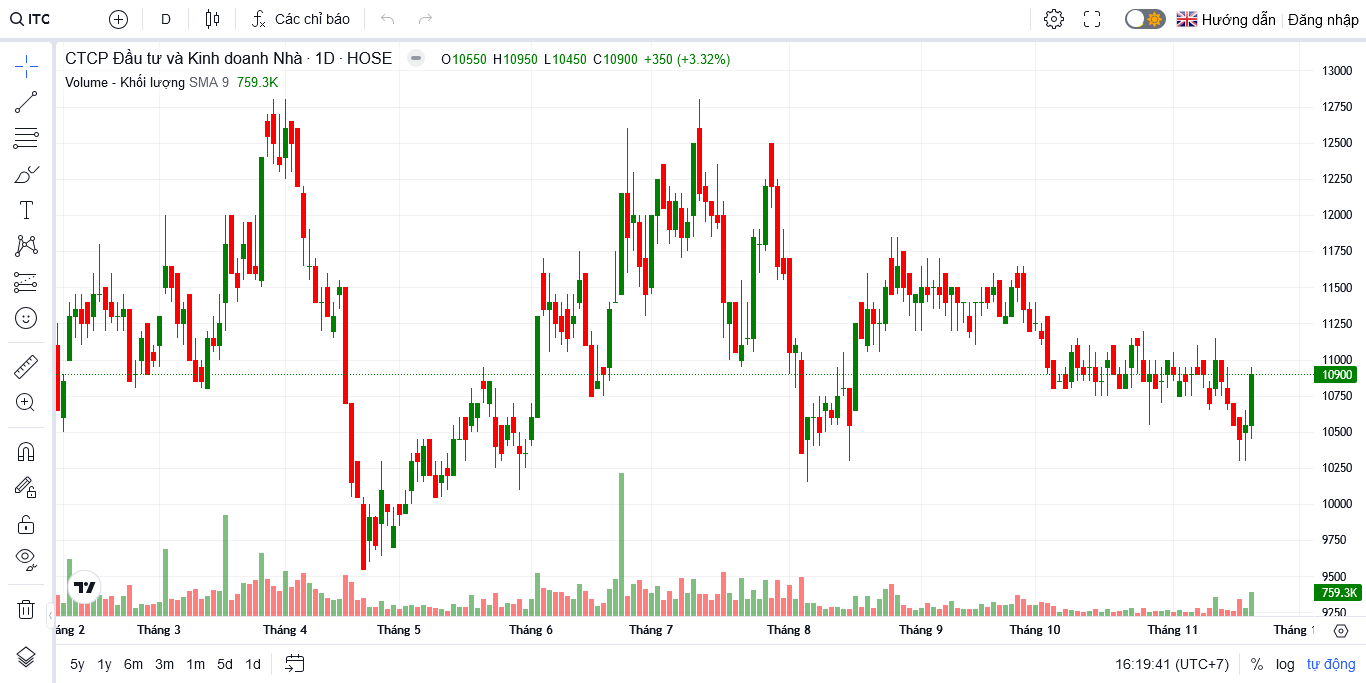 ITC D Các chỉ báo Hướng dẫn Đăng nhập
CTCP Đầu tư và Kinh doanh Nhà · 1D · HOSE O10550 H10950 L10450 C10900 +350 (+3.32%)
Volume - Khối lượng SMA 9 759.3K
13000
12750
12500
12250
12000
11750
11500
11250
11000
10900
10750
10500
10250
10000
9750
9500
759.3K
9250
áng 2 Tháng 3 Tháng 4 Tháng 5 Tháng 6 Tháng 7 Tháng 8 Tháng 9 Tháng 10 Tháng 11 Tháng 1
5y 1y 6m 3m 1m 5d 1d 16:19:41 (UTC+7) % log tự động